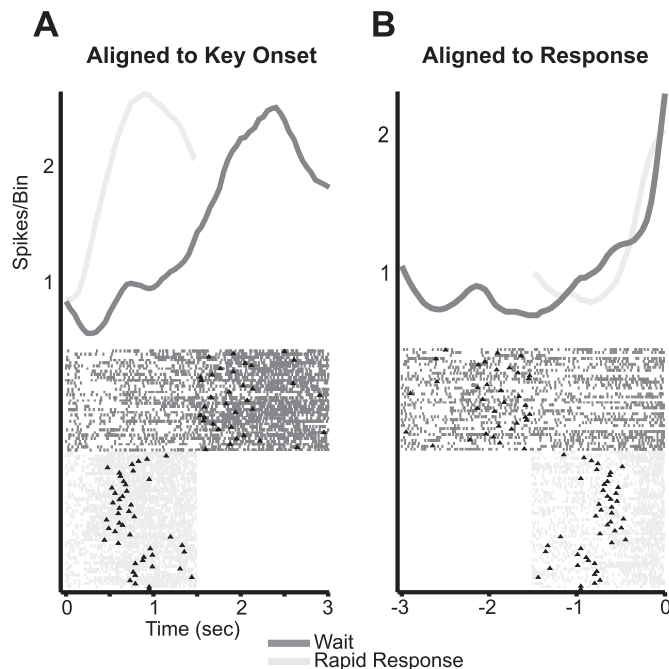 A
B
Aligned to Key Onset
Aligned to Response
Spikes/Bin
2
1
2
1
0
1
2
3
Time (sec)
-3
-2
-1
0
Wait
Rapid Response